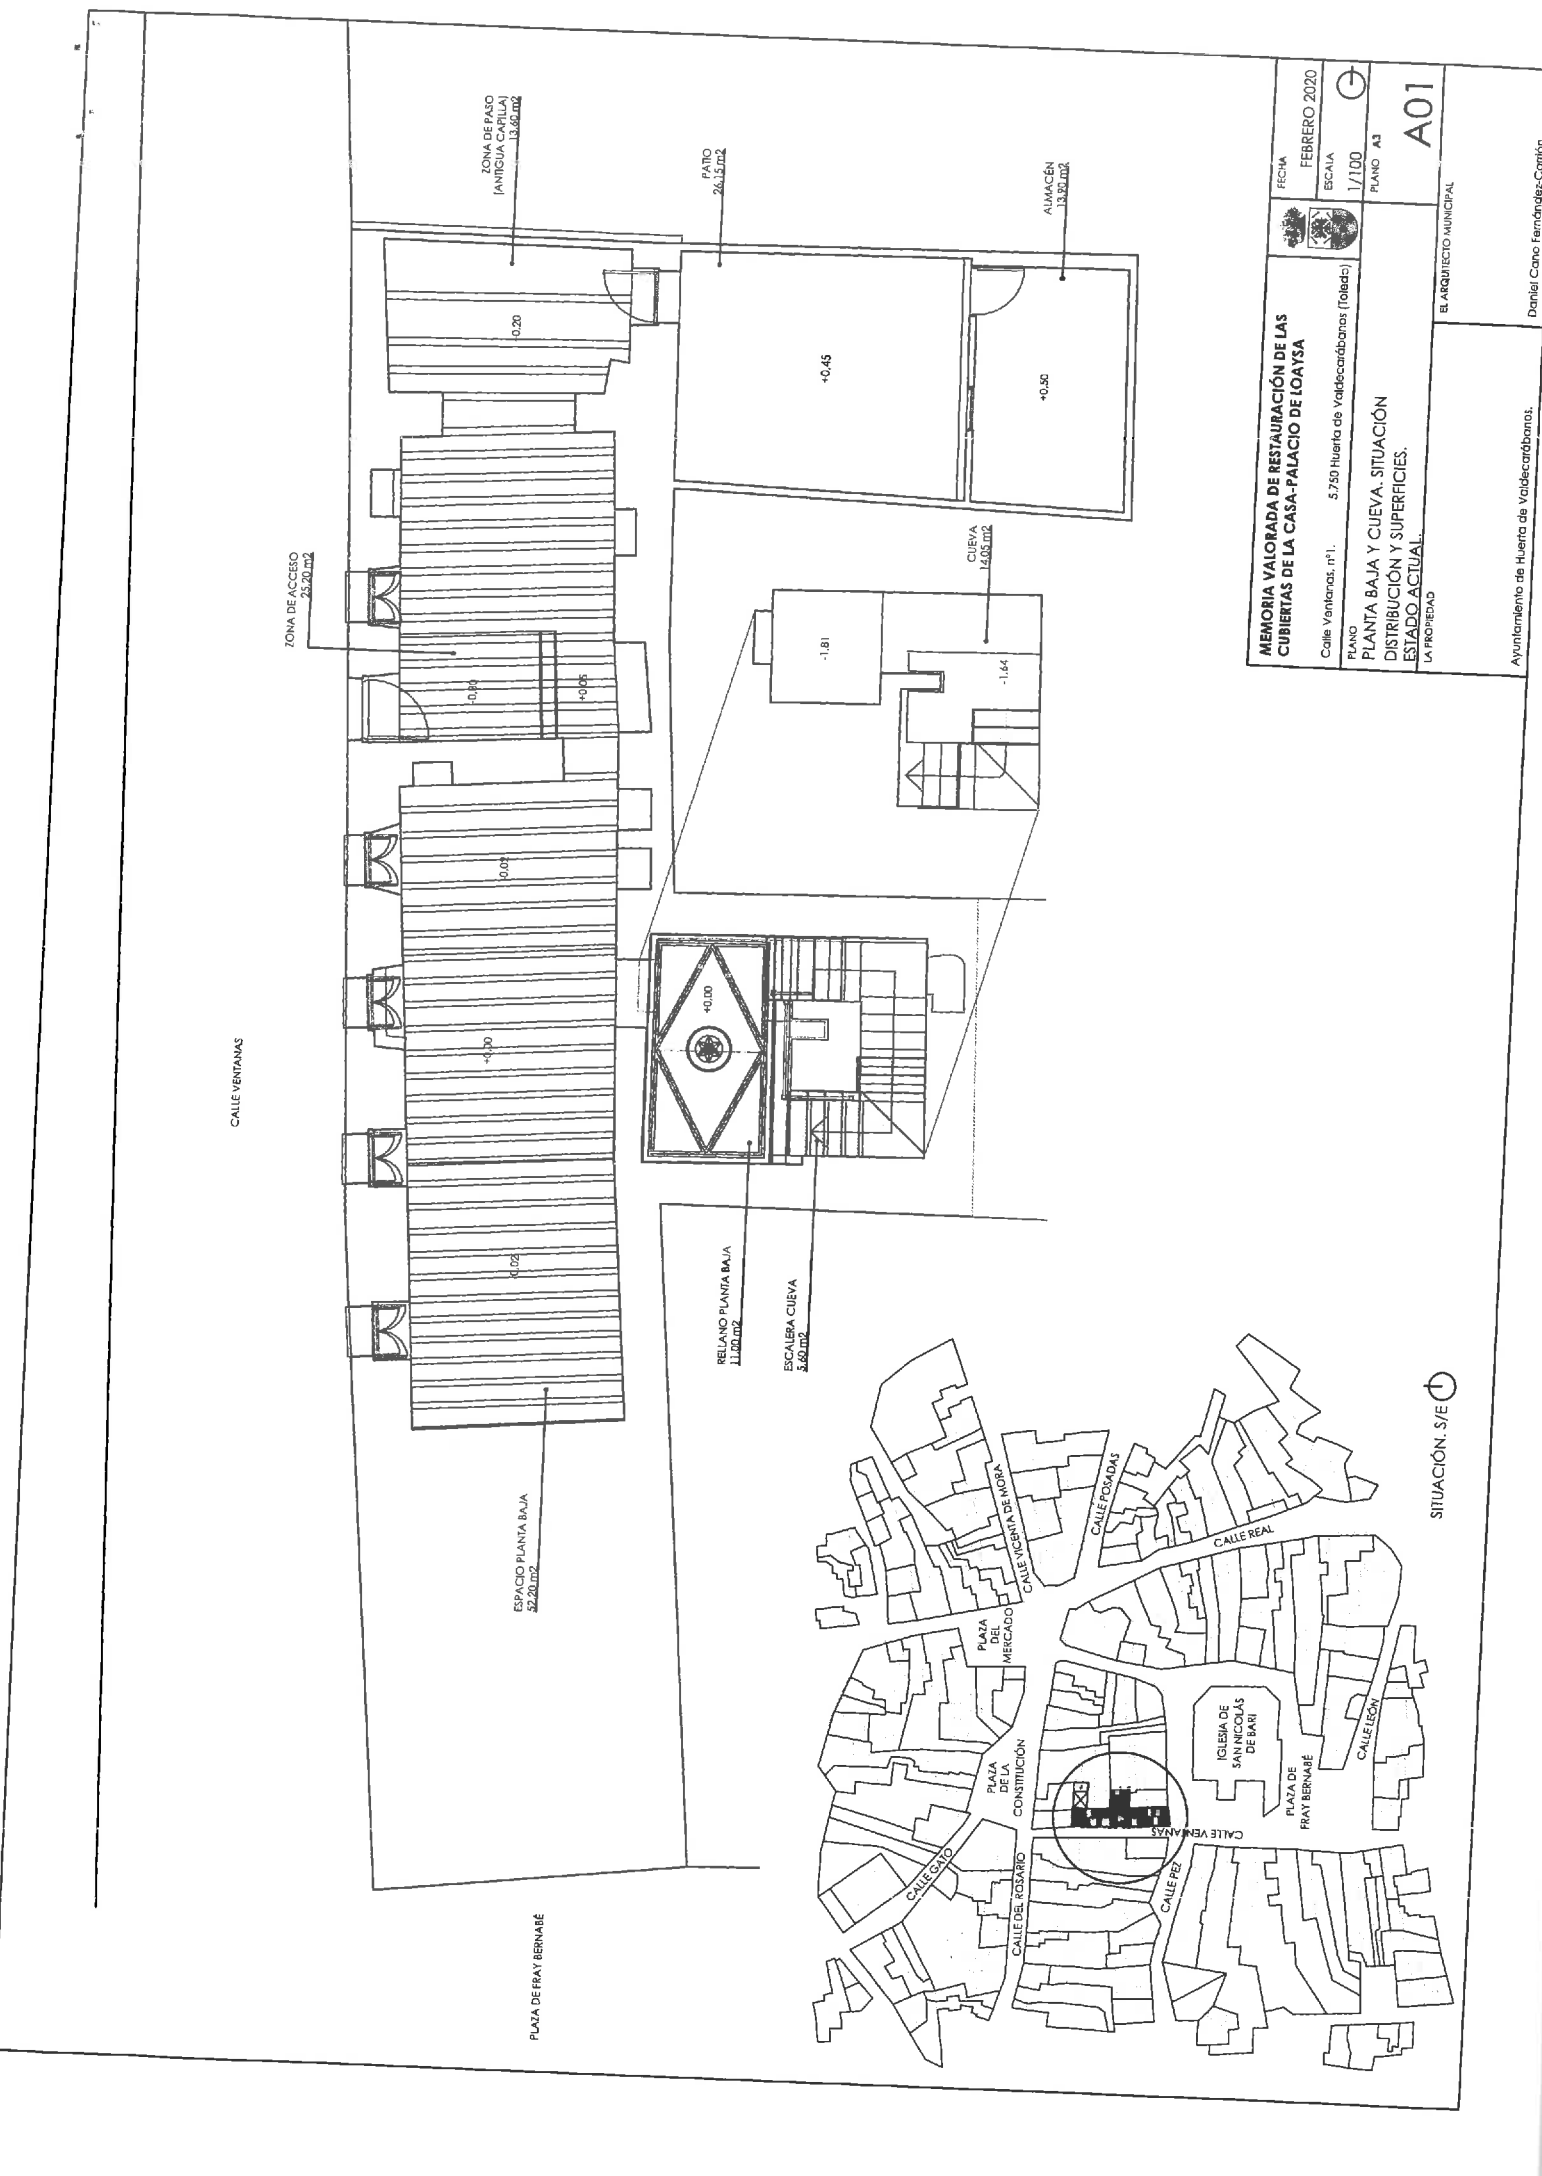 CALLE VENTANAS
PLAZA DE FRAY BERNABÉ
ESPACIO PLANTA BAJA
52,20 m2
ZONA DE ACCESO
25,20 m2
ZONA DE PASO
(ANTIGUA CAPILLA)
13,60 m2
PATIO
26,15 m2
ALMACÉN
13,90 m2
CUEVA
14,05 m2
RELLANO PLANTA BAJA
11,00 m2
ESCALERA CUEVA
5,60 m2
-0,02
+0,00
-0,02
+0,05
-0,20
+0,45
+0,50
+0,00
-1,81
-1,64
CALLE VICENTA DE MORA
CALLE POSADAS
CALLE REAL
PLAZA
DEL
MERCADO
PLAZA
DE LA
CONSTITUCIÓN
IGLESIA DE
SAN NICOLÁS
DE BARI
PLAZA DE
FRAY BERNABÉ
CALLE LEÓN
CALLE VENTANAS
CALLE GATO
CALLE DEL ROSARIO
CALLE PEZ
SITUACIÓN. S/E
MEMORIA VALORADA DE RESTAURACIÓN DE LAS
CUBIERTAS DE LA CASA-PALACIO DE LOAYSA
Calle Ventanas, nº1. 5.750 Huerta de Valdecarábanos (Toledo)
FECHA
FEBRERO 2020
ESCALA
1/100
PLANO
PLANTA BAJA Y CUEVA. SITUACIÓN
DISTRIBUCIÓN Y SUPERFICIES.
ESTADO ACTUAL.
PLANO A3
A01
LA PROPIEDAD
Ayuntamiento de Huerta de Valdecarábanos.
EL ARQUITECTO MUNICIPAL
Daniel Cano Fernández-Carrión